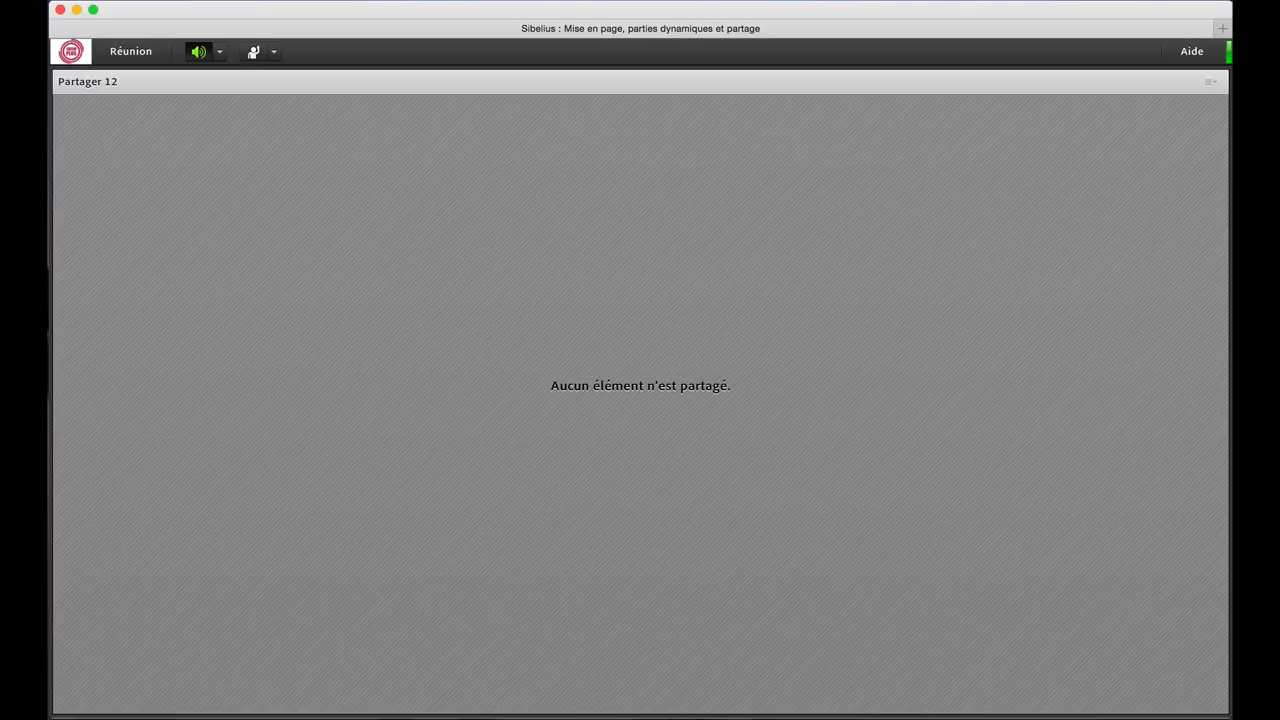 Sibelius : Mise en page, parties dynamiques et partage
Réunion
Aide
Partager 12
Aucun élément n'est partagé.